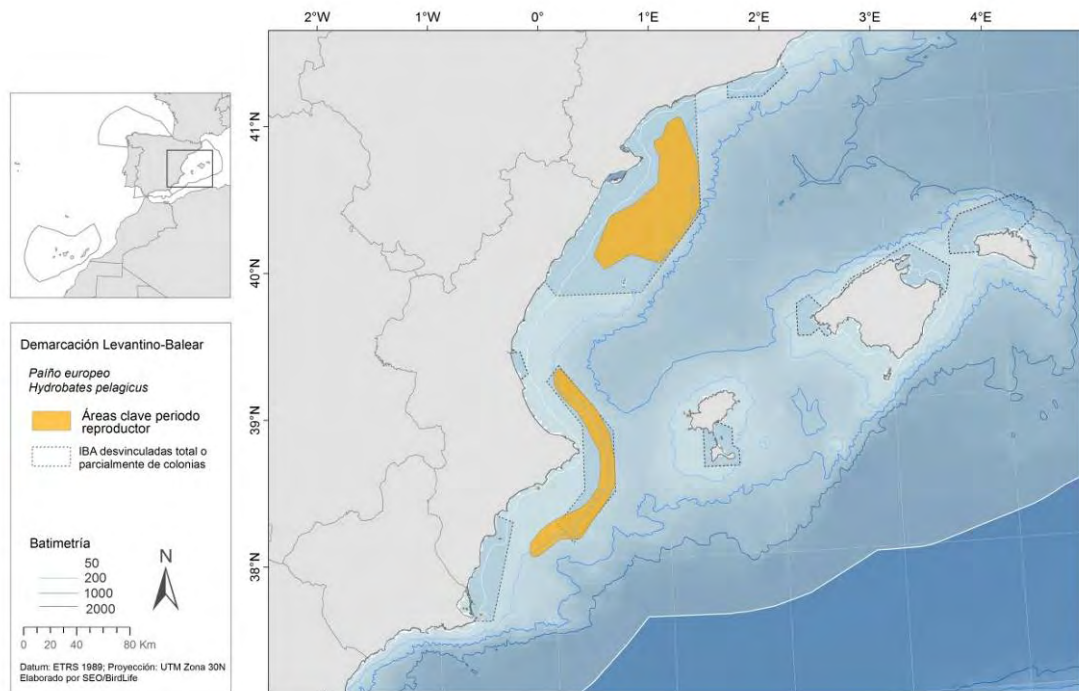 2°W 1°W 0° 1°E 2°E 3°E 4°E
41°N
40°N
39°N
38°N
Demarcación Levantino-Balear
Paíño europeo
Hydrobates pelagicus
Áreas clave periodo
reproductor
IBA desvinculadas total o
parcialmente de colonias
Batimetría
50
200
1000
2000
N
0 20 40 80 Km
Datum: ETRS 1989; Proyección: UTM Zona 30N
Elaborado por SEO/BirdLife